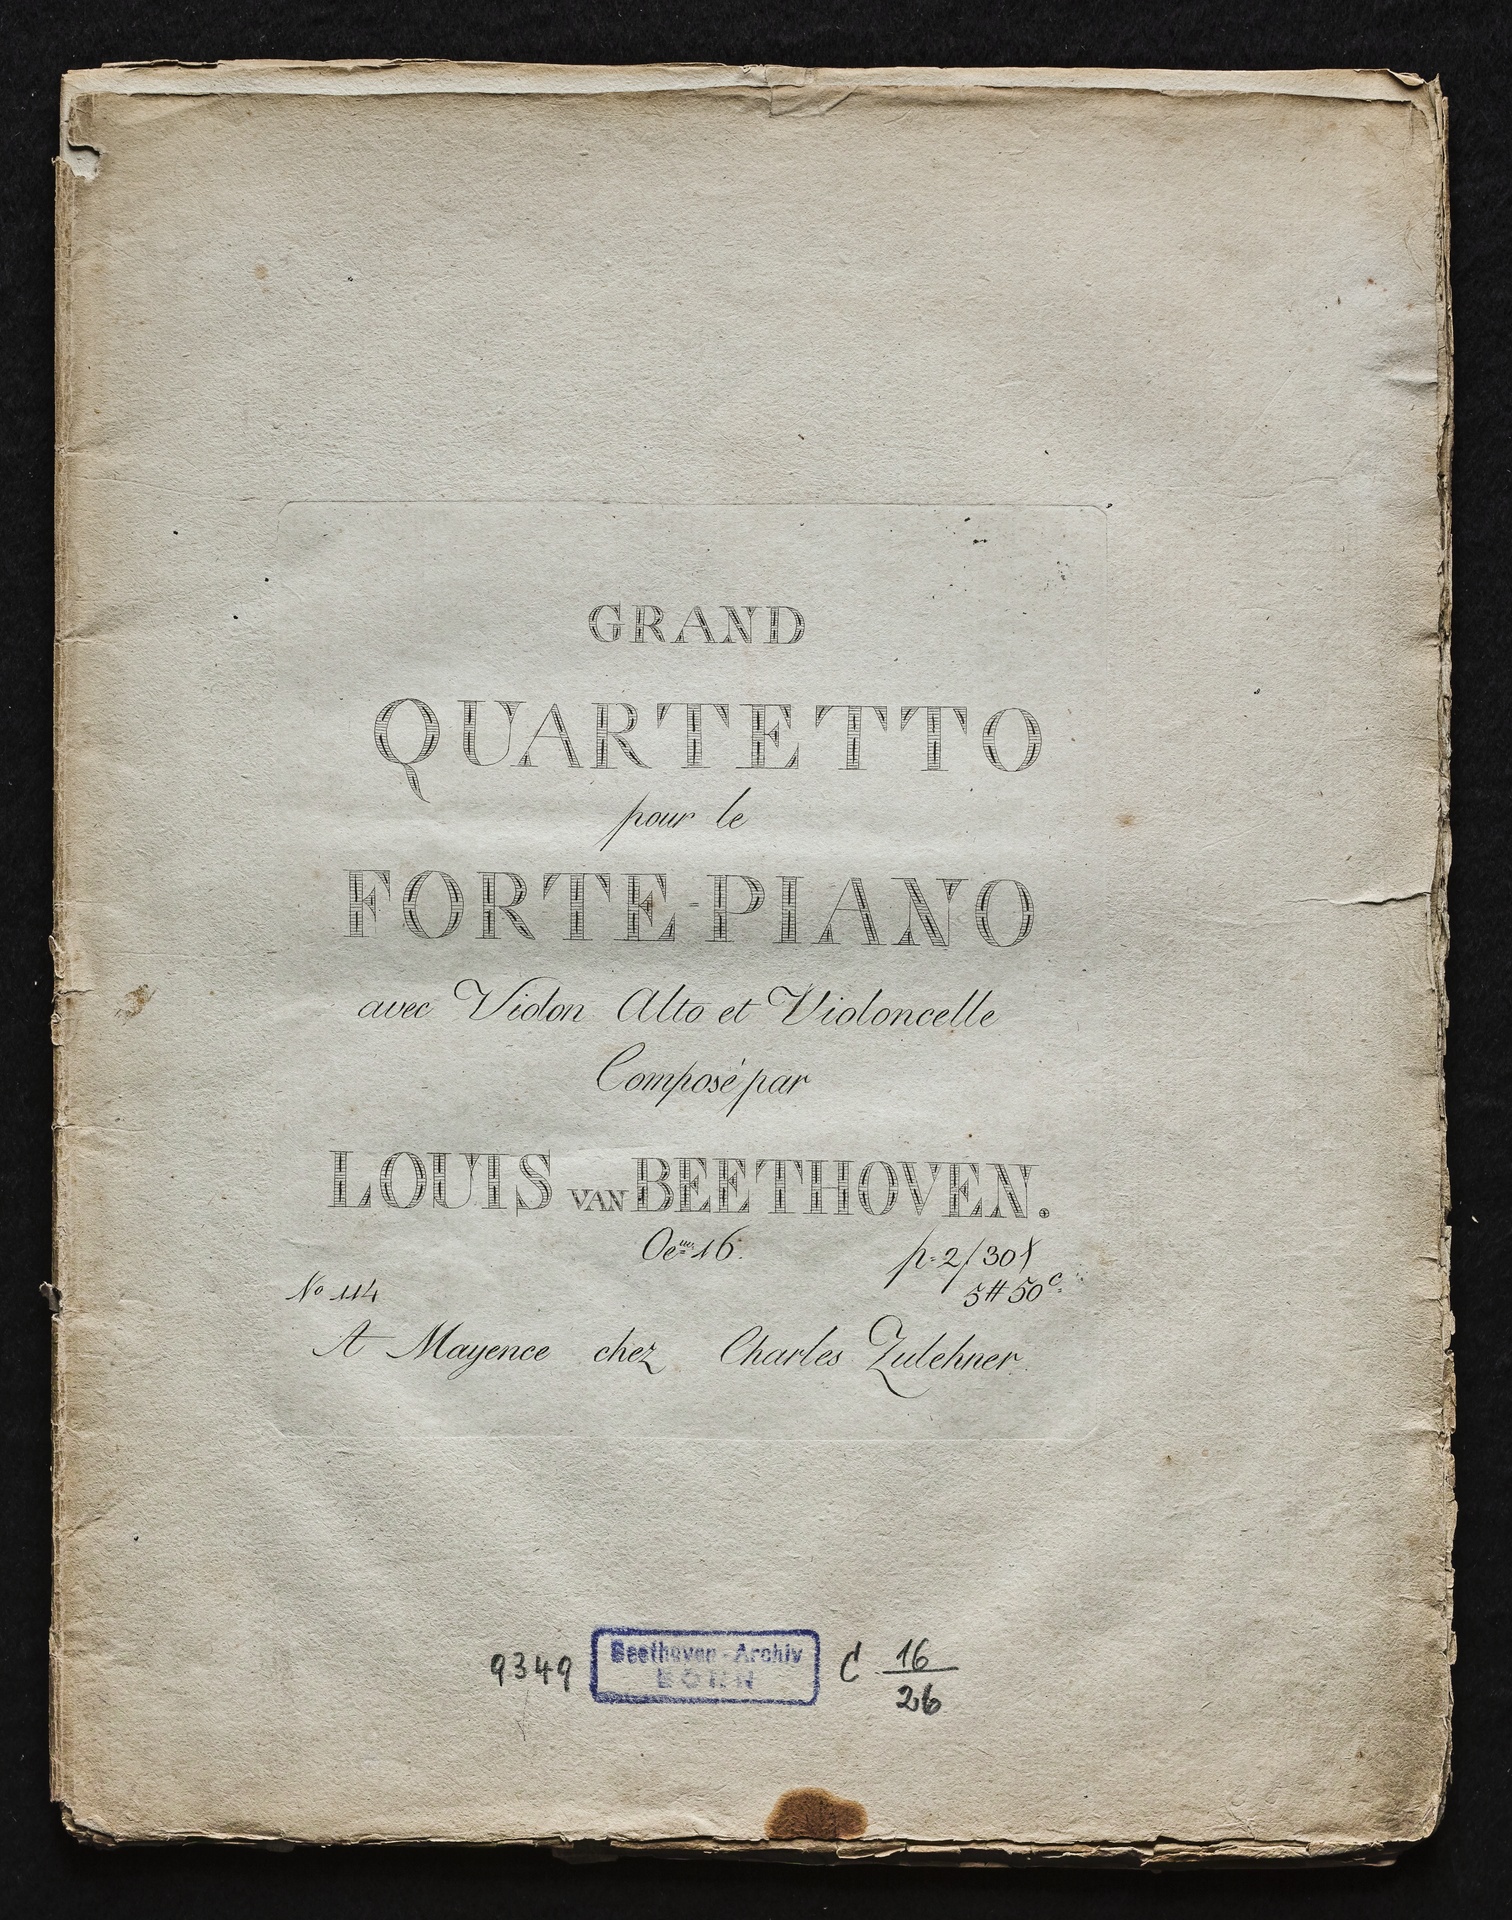 GRAND
QUARTETTO
pour le
FORTE-PIANO
avec Violon Alto et Violoncelle
Composé par
LOUIS VAN BEETHOVEN.
Oe.uv. 16.
p. 2 f 30 x
No 114
5 # 50 c.
A Mayence chez Charles Zulehner.
9349 Beethoven-Archiv C 16
BONN 26